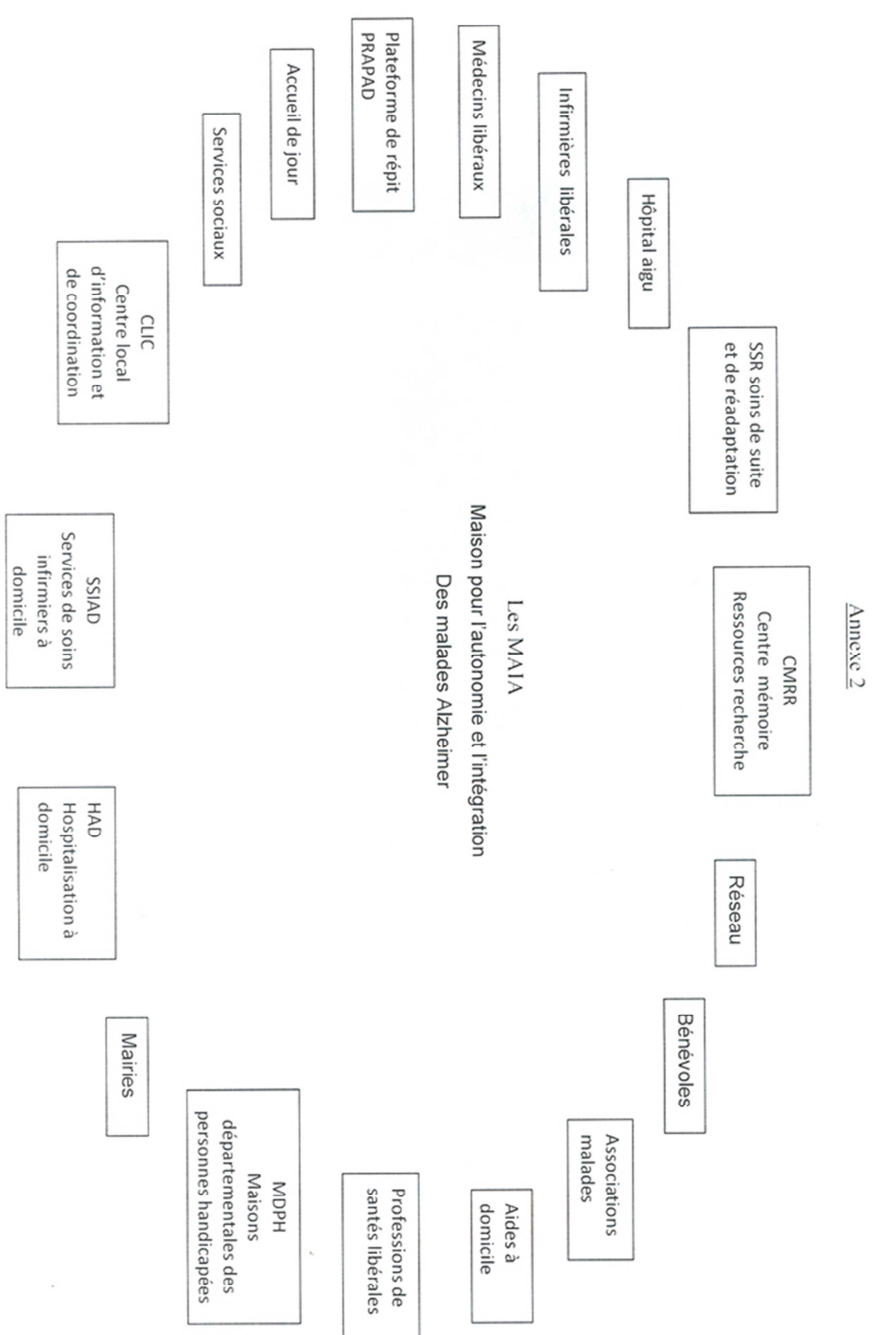 Annexe 2
CMRR
Centre mémoire
Ressources recherche
Réseau
Bénévoles
Associations
malades
Aides à
domicile
Professions de
santés libérales
MDPH
Maisons
départementales des
personnes handicapées
Mairies
HAD
Hospitalisation à
domicile
SSIAD
Services de soins
infirmiers à
domicile
CLIC
Centre local
d'information et
de coordination
Services sociaux
Accueil de jour
Plateforme de répit
PRAPAD
Médecins libéraux
Infirmières libérales
Hôpital aigu
SSR soins de suite
et de réadaptation
Les MAIA
Maison pour l'autonomie et l'intégration
Des malades Alzheimer